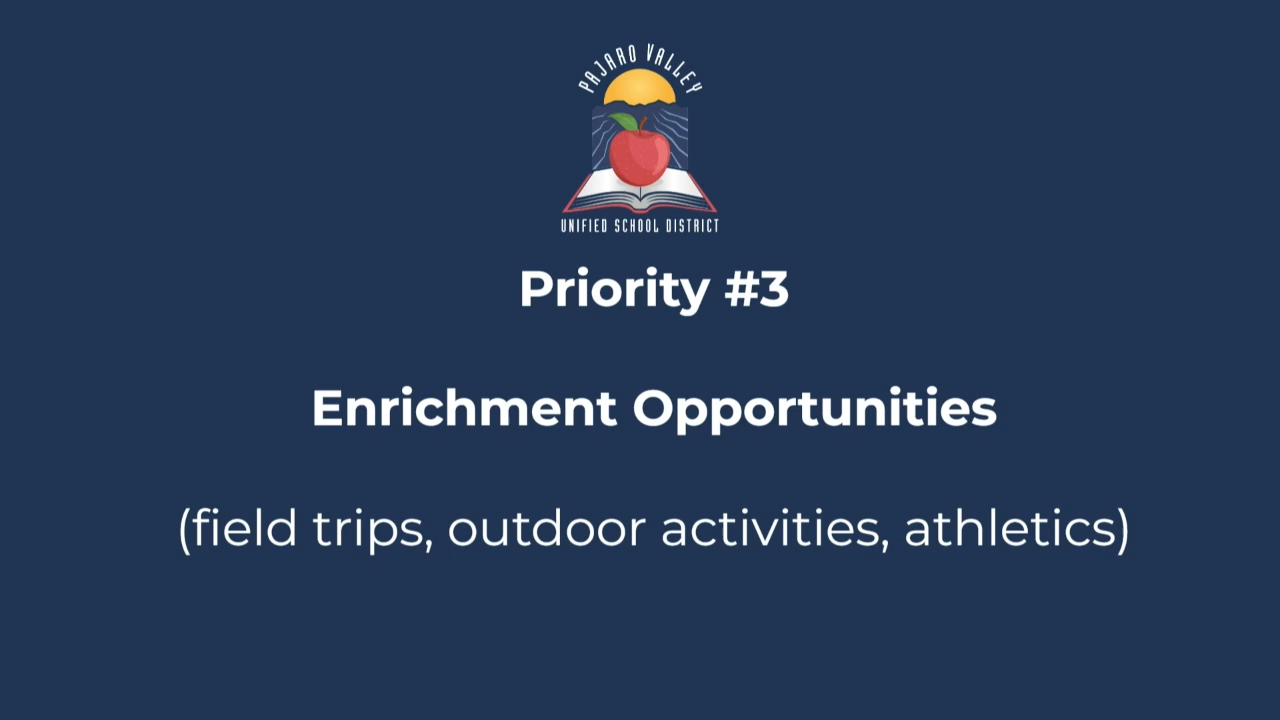 PAJARO VALLEY
UNIFIED SCHOOL DISTRICT
Priority #3
Enrichment Opportunities
(field trips, outdoor activities, athletics)